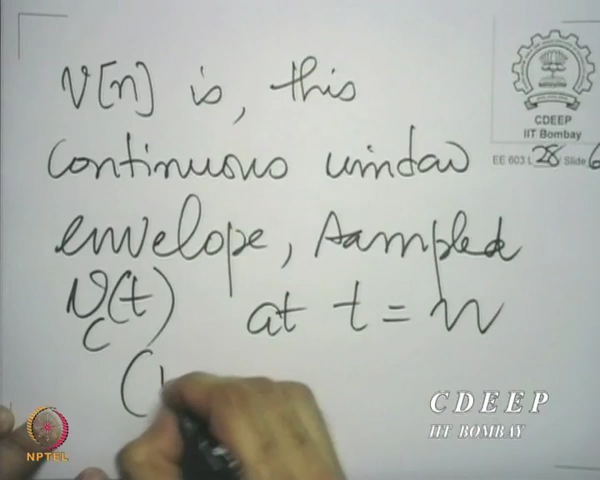 v[n] is, this
CDEEP
IIT Bombay
EE 603 L 28 / Slide 6
continuous window
envelope, sampled
v_c(t) at t = n
(
CDEEP
IIT BOMBAY
NPTEL